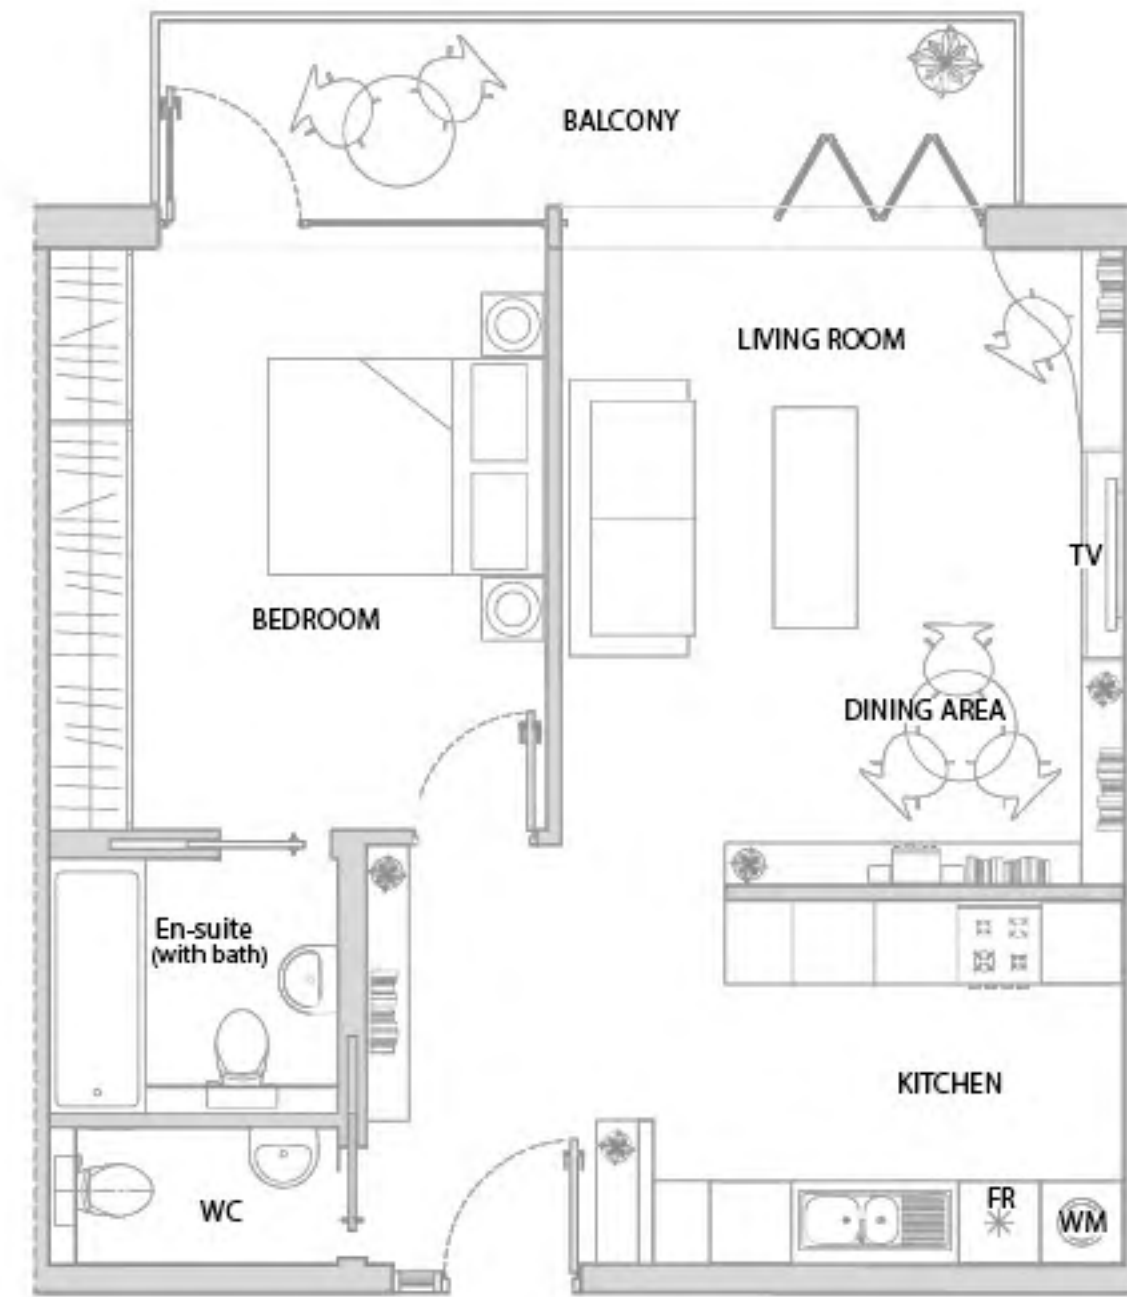 BALCONY
LIVING ROOM
TV
BEDROOM
DINING AREA
En-suite
(with bath)
KITCHEN
WC
FR
WM